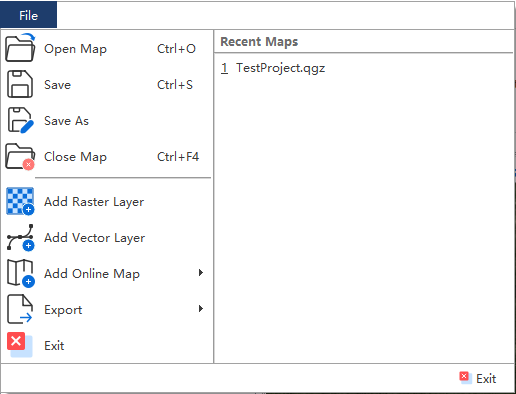 File
Open Map Ctrl+O
Save Ctrl+S
Save As
Close Map Ctrl+F4
Add Raster Layer
Add Vector Layer
Add Online Map
Export
Exit
Recent Maps
1 TestProject.qgz
Exit